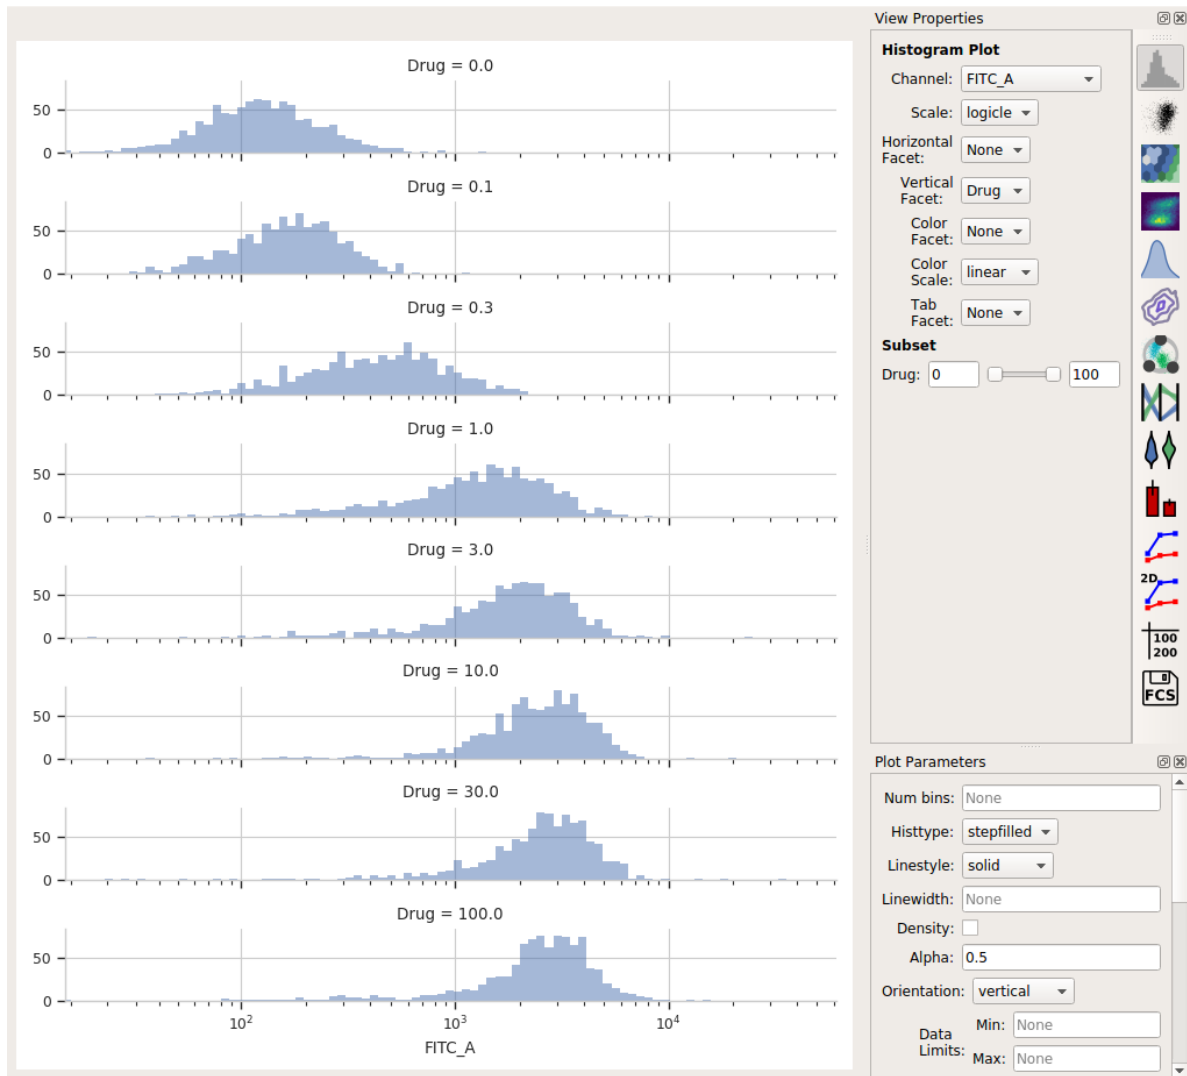 Drug = 0.0
50
0
Drug = 0.1
50
0
Drug = 0.3
50
0
Drug = 1.0
50
0
Drug = 3.0
50
0
Drug = 10.0
50
0
Drug = 30.0
50
0
Drug = 100.0
50
0
10² 10³ 10⁴
FITC_A
View Properties
Histogram Plot
Channel: FITC_A
Scale: logicle
Horizontal
Facet: None
Vertical
Facet: Drug
Color
Facet: None
Color
Scale: linear
Tab
Facet: None
Subset
Drug: 0 100
2D
100
200
FCS
Plot Parameters
Num bins: None
Histtype: stepfilled
Linestyle: solid
Linewidth: None
Density:
Alpha: 0.5
Orientation: vertical
Data
Limits:
Min: None
Max: None